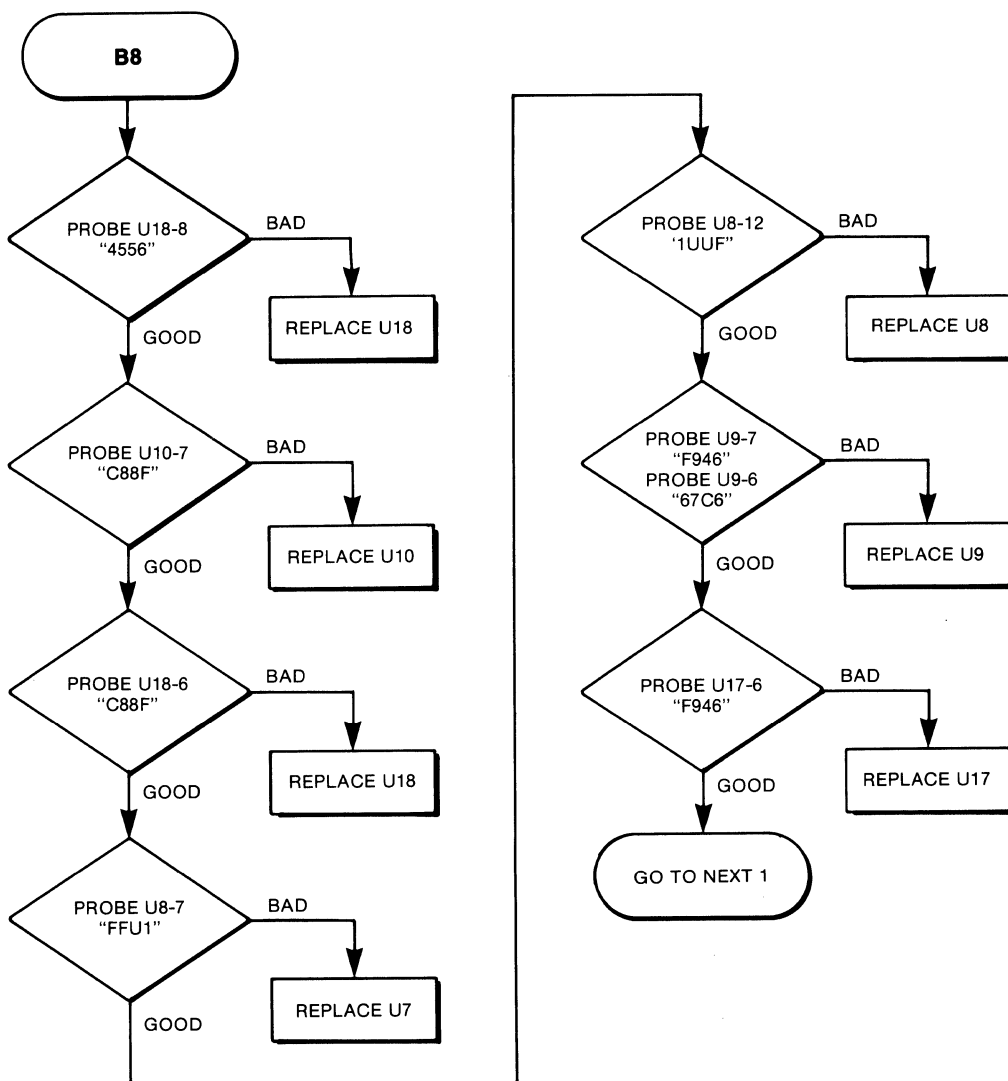 B8
PROBE U18-8
“4556”
BAD
REPLACE U18
GOOD
PROBE U10-7
“C88F”
BAD
REPLACE U10
GOOD
PROBE U18-6
“C88F”
BAD
REPLACE U18
GOOD
PROBE U8-7
“FFU1”
BAD
REPLACE U7
GOOD
PROBE U8-12
‘1UUF”
BAD
REPLACE U8
GOOD
PROBE U9-7
“F946”
PROBE U9-6
“67C6”
BAD
REPLACE U9
GOOD
PROBE U17-6
“F946”
BAD
REPLACE U17
GOOD
GO TO NEXT 1